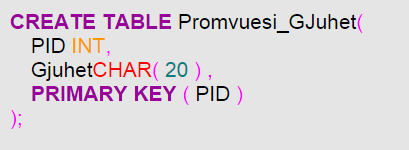 CREATE TABLE Promvuesi_GJuhet(
PID INT,
GjuhetCHAR( 20 ) ,
PRIMARY KEY ( PID )
);